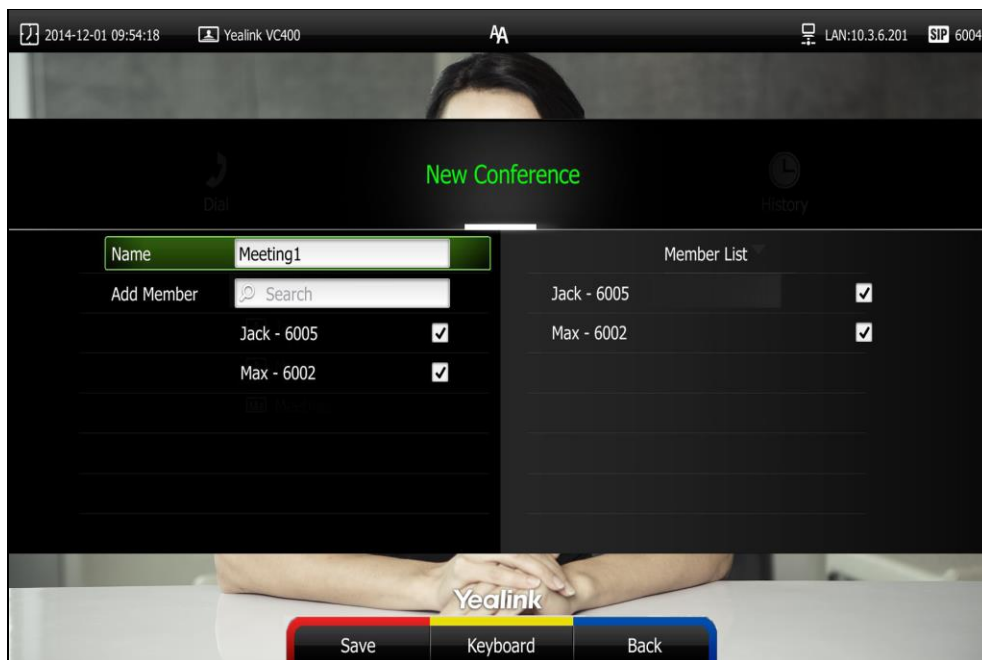 2014-12-01 09:54:18 Yealink VC400 AA LAN:10.3.6.201 SIP 6004
New Conference
Dial
History
Name Meeting1
Add Member Search
Jack - 6005
Max - 6002
Member List
Jack - 6005
Max - 6002
Yealink
Save Keyboard Back